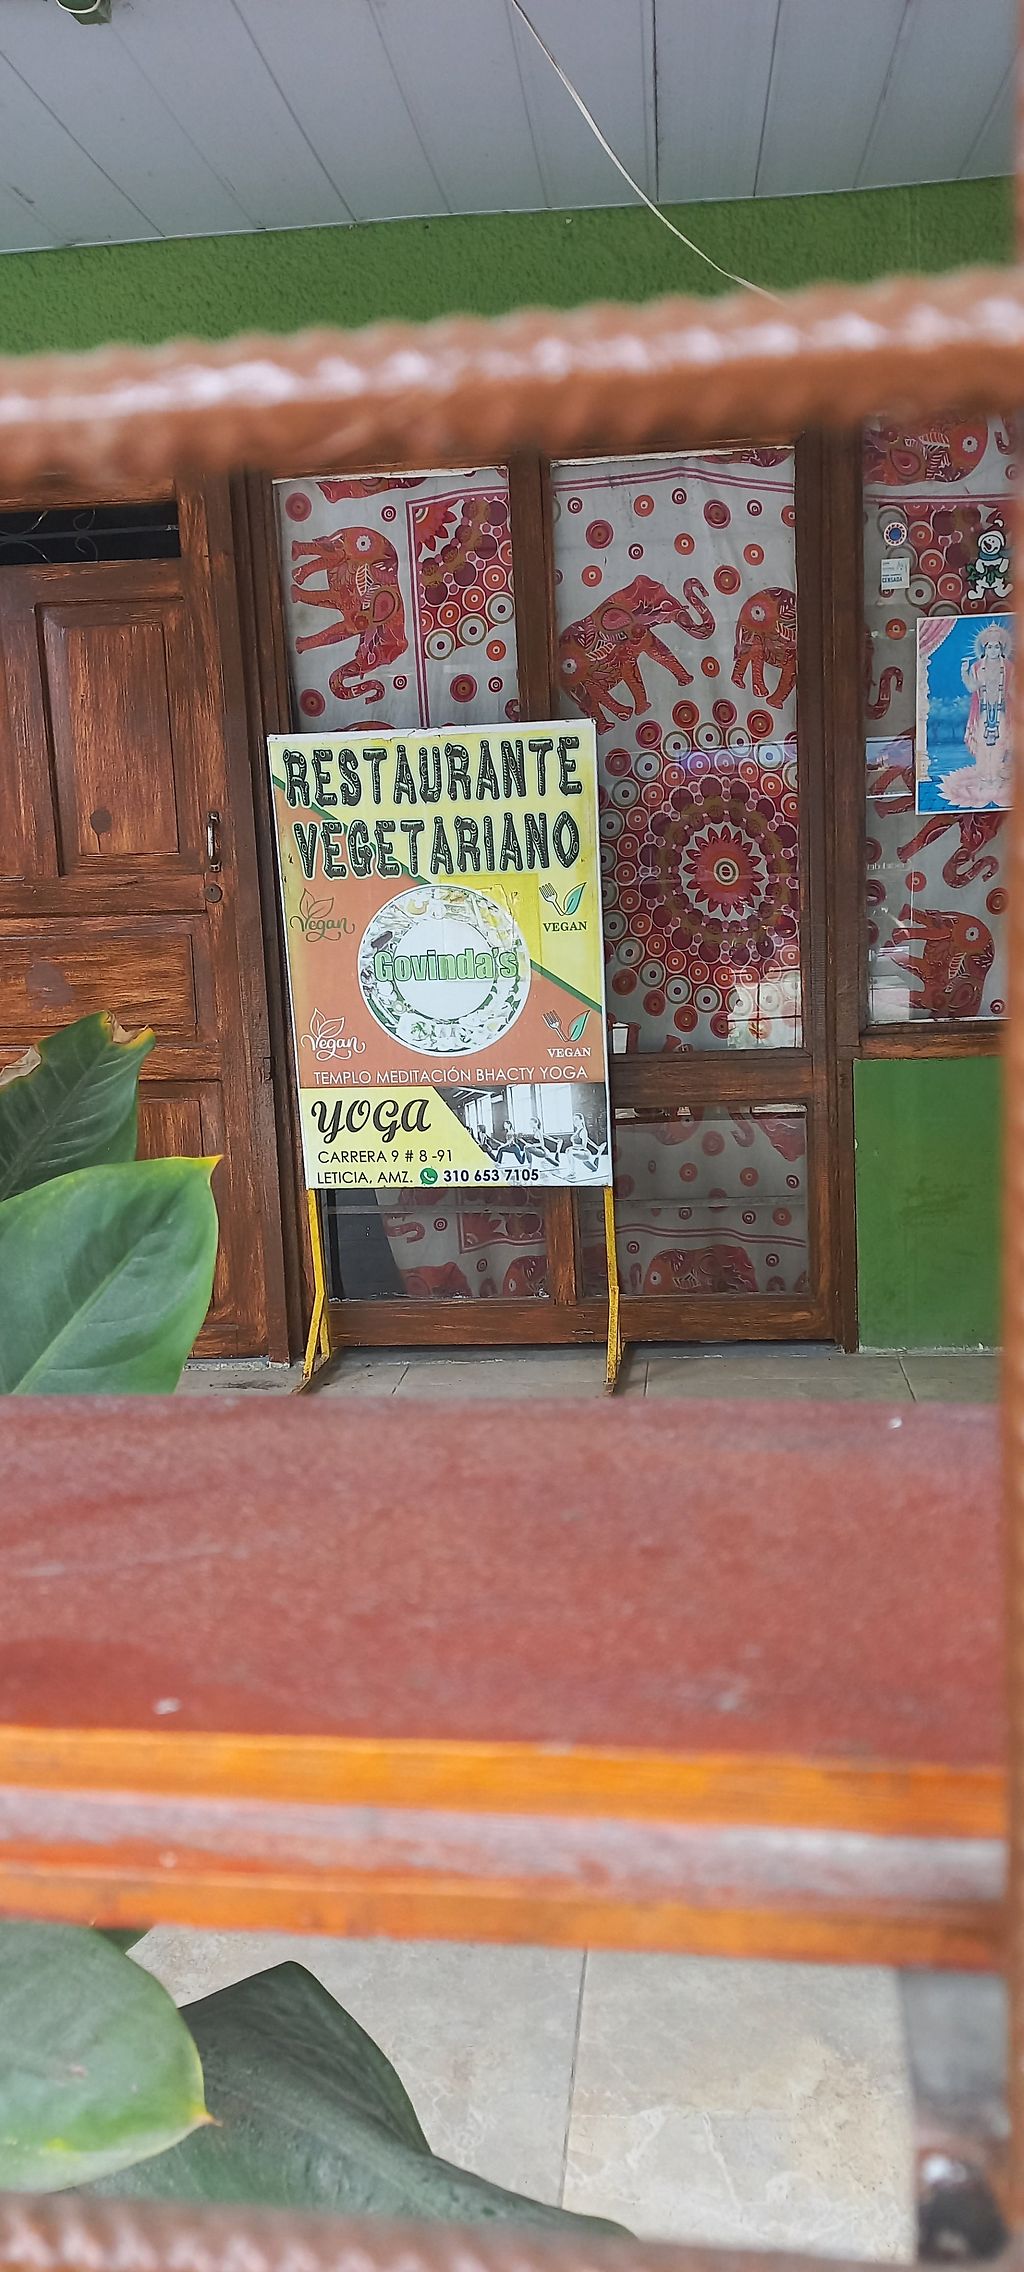 RESTAURANTE
VEGETARIANO
Vegan
VEGAN
Govinda's
Vegan
VEGAN
TEMPLO MEDITACIÓN BHACTY YOGA
YOGA
CARRERA 9 # 8 -91
LETICIA, AMZ. 310 653 7105
CENSADA